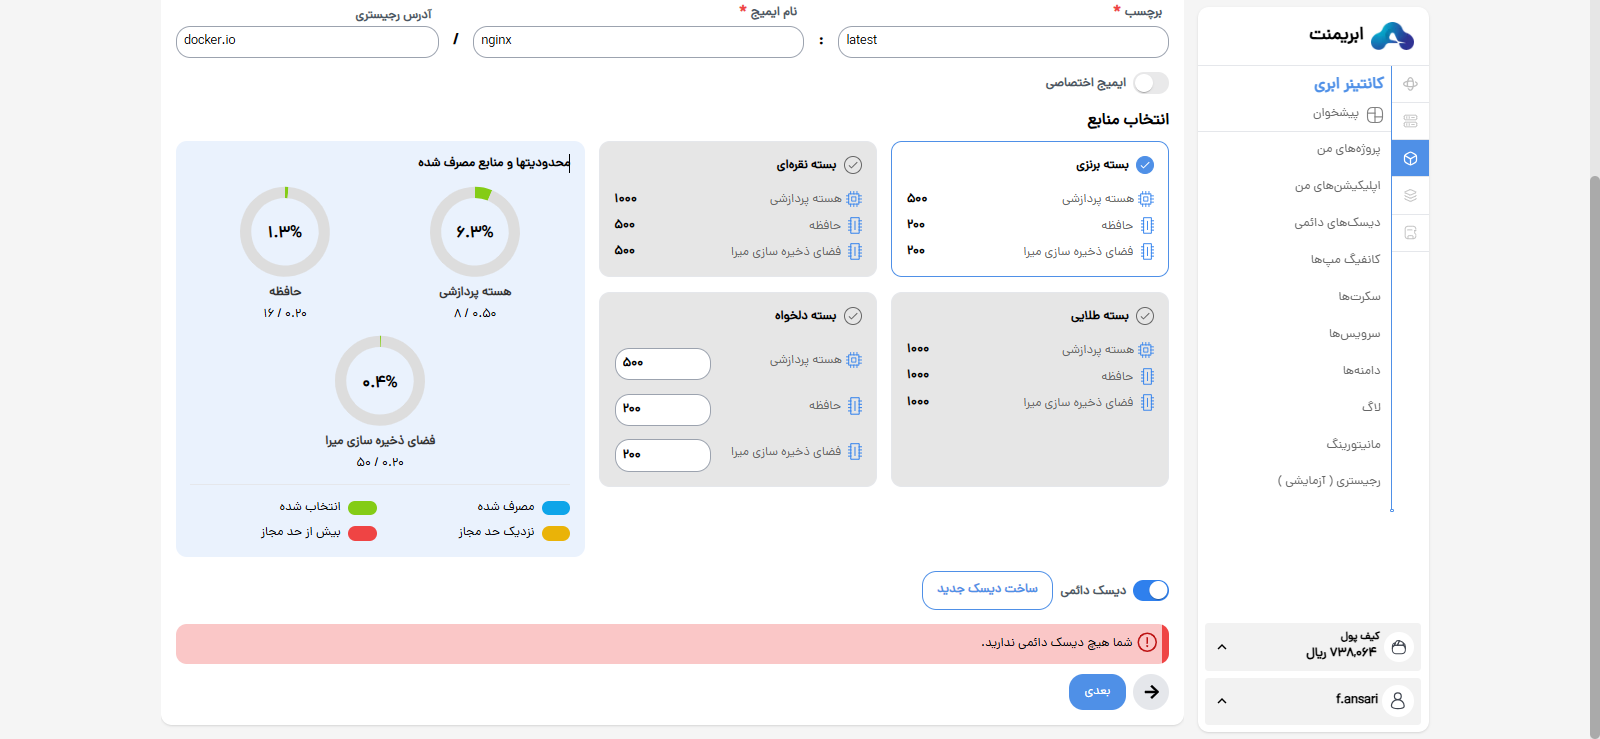 ابریمنت
کانتینر ابری
پیشخوان
پروژه‌های من
اپلیکیشن‌های من
دیسک‌های دائمی
کانفیگ مپ‌ها
سکرت‌ها
سرویس‌ها
دامنه‌ها
لاگ
مانیتورینگ
رجیستری ( آزمایشی )
کیف پول
۷۳۸,۰۶۴ ریال
f.ansari
برچسب *
نام ایمیج *
آدرس رجیستری
latest
:
nginx
/
docker.io
ایمیج اختصاصی
انتخاب منابع
بسته برنزی
هسته پردازشی ۵۰۰
حافظه ۲۰۰
فضای ذخیره سازی میرا ۲۰۰
بسته نقره‌ای
هسته پردازشی ۱۰۰۰
حافظه ۵۰۰
فضای ذخیره سازی میرا ۵۰۰
بسته طلایی
هسته پردازشی ۱۰۰۰
حافظه ۱۰۰۰
فضای ذخیره سازی میرا ۱۰۰۰
بسته دلخواه
هسته پردازشی ۵۰۰
حافظه ۲۰۰
فضای ذخیره سازی میرا ۲۰۰
محدودیتها و منابع مصرف شده
۶.۳%
هسته پردازشی
۸ / ۰.۵۰
۱.۳%
حافظه
۱۶ / ۰.۲۰
۰.۴%
فضای ذخیره سازی میرا
۵۰ / ۰.۲۰
مصرف شده
انتخاب شده
نزدیک حد مجاز
بیش از حد مجاز
دیسک دائمی
ساخت دیسک جدید
شما هیچ دیسک دائمی ندارید.
بعدی